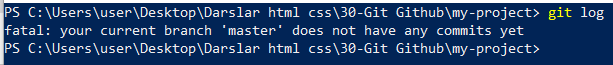 PS C:\Users\user\Desktop\Darslar html css\30-Git Github\my-project> git log
fatal: your current branch 'master' does not have any commits yet
PS C:\Users\user\Desktop\Darslar html css\30-Git Github\my-project>